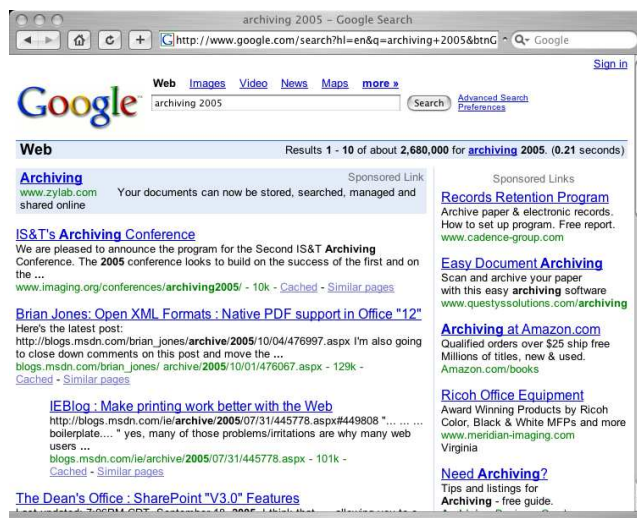 archiving 2005 - Google Search
http://www.google.com/search?hl=en&q=archiving+2005&btnG
Google
Sign in
Google
Web Images Video News Maps more »
archiving 2005
Search
Advanced Search
Preferences
Web
Results 1 - 10 of about 2,680,000 for archiving 2005. (0.21 seconds)
Archiving
Sponsored Link
www.zylab.com Your documents can now be stored, searched, managed and
shared online
IS&T's Archiving Conference
We are pleased to announce the program for the Second IS&T Archiving
Conference. The 2005 conference looks to build on the success of the first and on
the ...
www.imaging.org/conferences/archiving2005/ - 10k - Cached - Similar pages
Brian Jones: Open XML Formats : Native PDF support in Office "12"
Here's the latest post:
http://blogs.msdn.com/brian_jones/archive/2005/10/04/476997.aspx I'm also going
to close down comments on this post and move the ...
blogs.msdn.com/brian_jones/ archive/2005/10/01/476067.aspx - 129k -
Cached - Similar pages
IEBlog : Make printing work better with the Web
http://blogs.msdn.com/ie/archive/2005/07/31/445778.aspx#449808 "... ... ...
boilerplate.... " yes, many of those problems/irritations are why many web
users ...
blogs.msdn.com/ie/archive/2005/07/31/445778.aspx - 101k -
Cached - Similar pages
The Dean's Office : SharePoint "V3.0" Features
Sponsored Links
Records Retention Program
Archive paper & electronic records.
How to set up program. Free report.
www.cadence-group.com
Easy Document Archiving
Scan and archive your paper
with this easy archiving software
www.questyssolutions.com/archiving
Archiving at Amazon.com
Qualified orders over $25 ship free
Millions of titles, new & used.
Amazon.com/books
Ricoh Office Equipment
Award Winning Products by Ricoh
Color, Black & White MFPs and more
www.meridian-imaging.com
Virginia
Need Archiving?
Tips and listings for
Archiving - free guide.